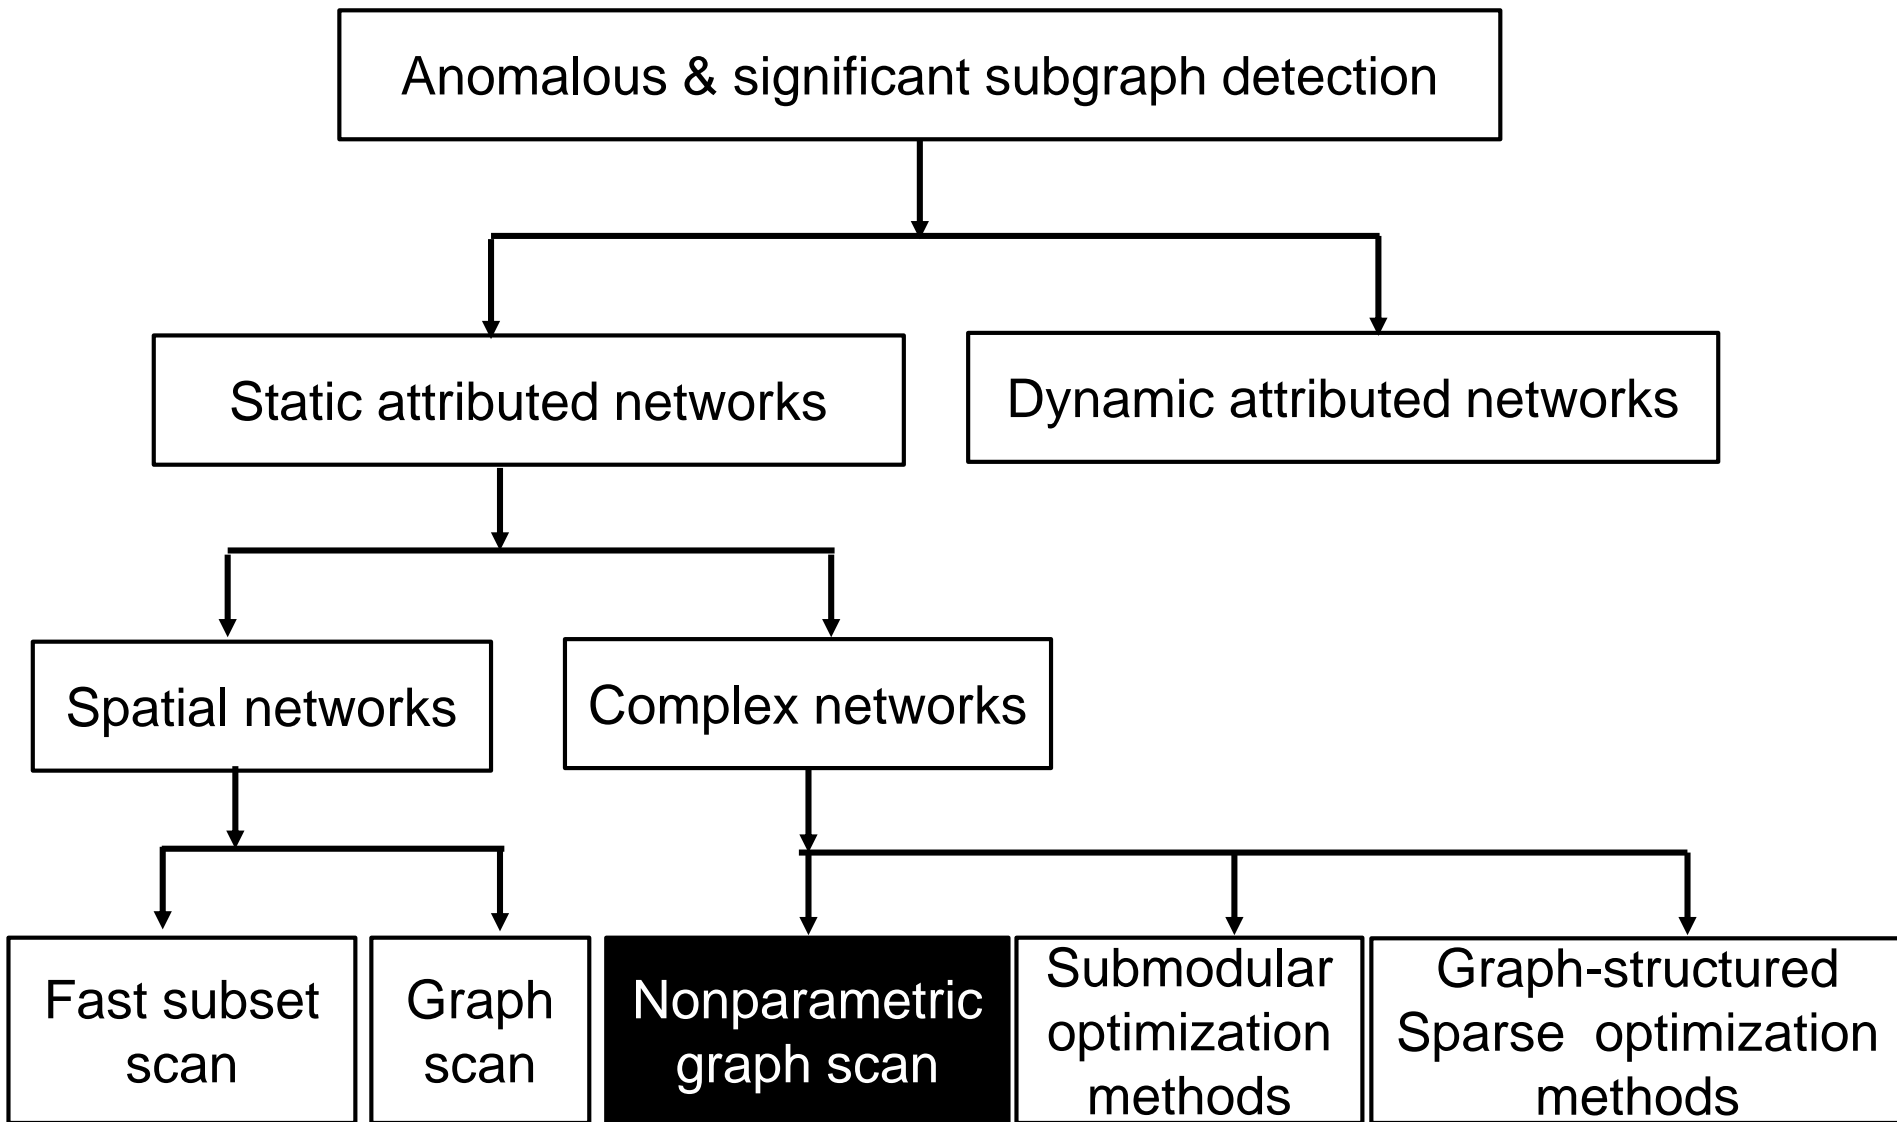 Anomalous & significant subgraph detection
Static attributed networks
Dynamic attributed networks
Spatial networks
Complex networks
Fast subset
scan
Graph
scan
Nonparametric
graph scan
Submodular
optimization
methods
Graph-structured
Sparse  optimization
methods